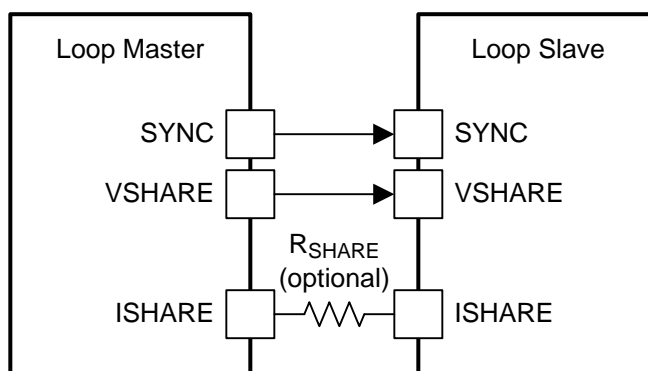 Loop Master
Loop Slave
SYNC
SYNC
VSHARE
VSHARE
RSHARE
(optional)
ISHARE
ISHARE